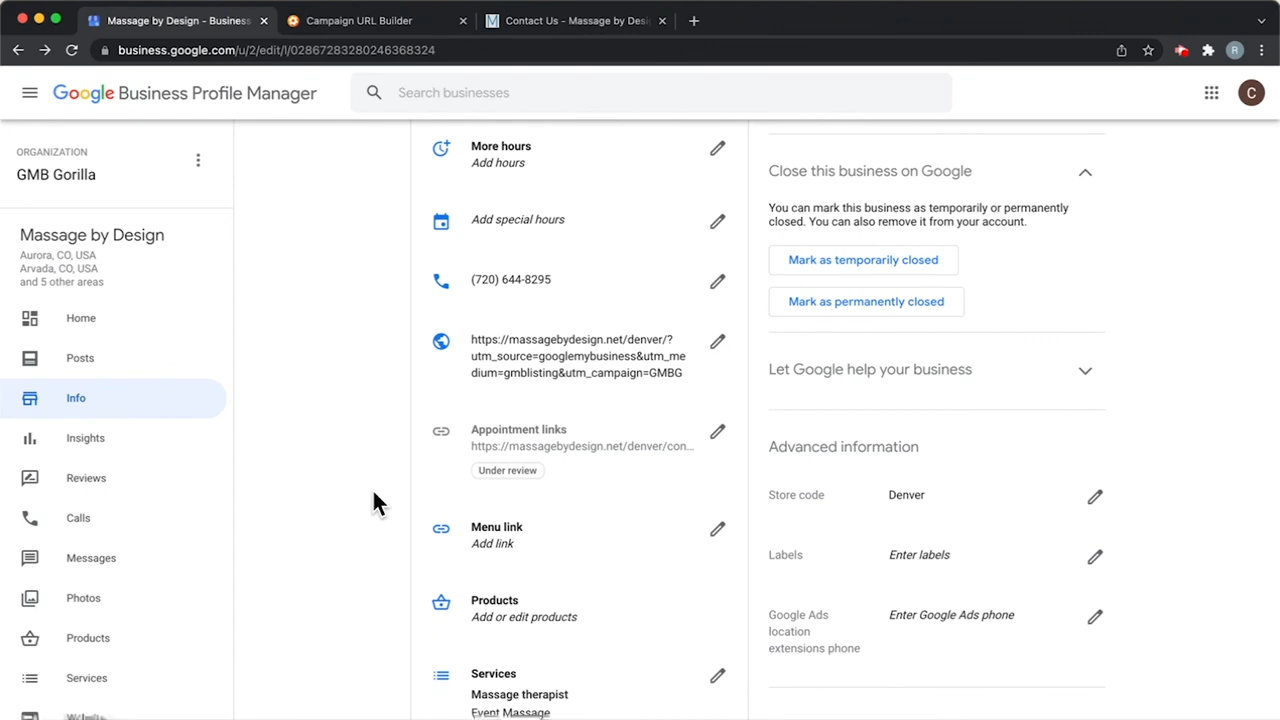 Massage by Design - Business
Campaign URL Builder
Contact Us - Massage by Desi
business.google.com/u/2/edit/l/02867283280246368324
R
Google Business Profile Manager
Search businesses
C
ORGANIZATION
GMB Gorilla
Massage by Design
Aurora, CO, USA
Arvada, CO, USA
and 5 other areas
Home
Posts
Info
Insights
Reviews
Calls
Messages
Photos
Products
Services
More hours
Add hours
Add special hours
(720) 644-8295
https://massagebydesign.net/denver/?
utm_source=googlemybusiness&utm_me
dium=gmblisting&utm_campaign=GMBG
Appointment links
https://massagebydesign.net/denver/con...
Under review
Menu link
Add link
Products
Add or edit products
Services
Massage therapist
Event Massage
Close this business on Google
You can mark this business as temporarily or permanently
closed. You can also remove it from your account.
Mark as temporarily closed
Mark as permanently closed
Let Google help your business
Advanced information
Store code
Denver
Labels
Enter labels
Google Ads
location
extensions phone
Enter Google Ads phone